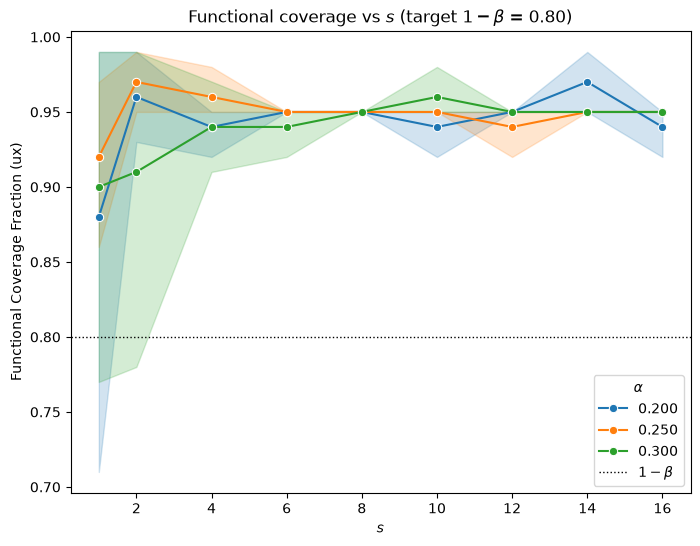 Functional coverage vs s (target 1 − β = 0.80)
Functional Coverage Fraction (ux)
1.00
0.95
0.90
0.85
0.80
0.75
0.70
2 4 6 8 10 12 14 16
s
α
0.200
0.250
0.300
1 − β